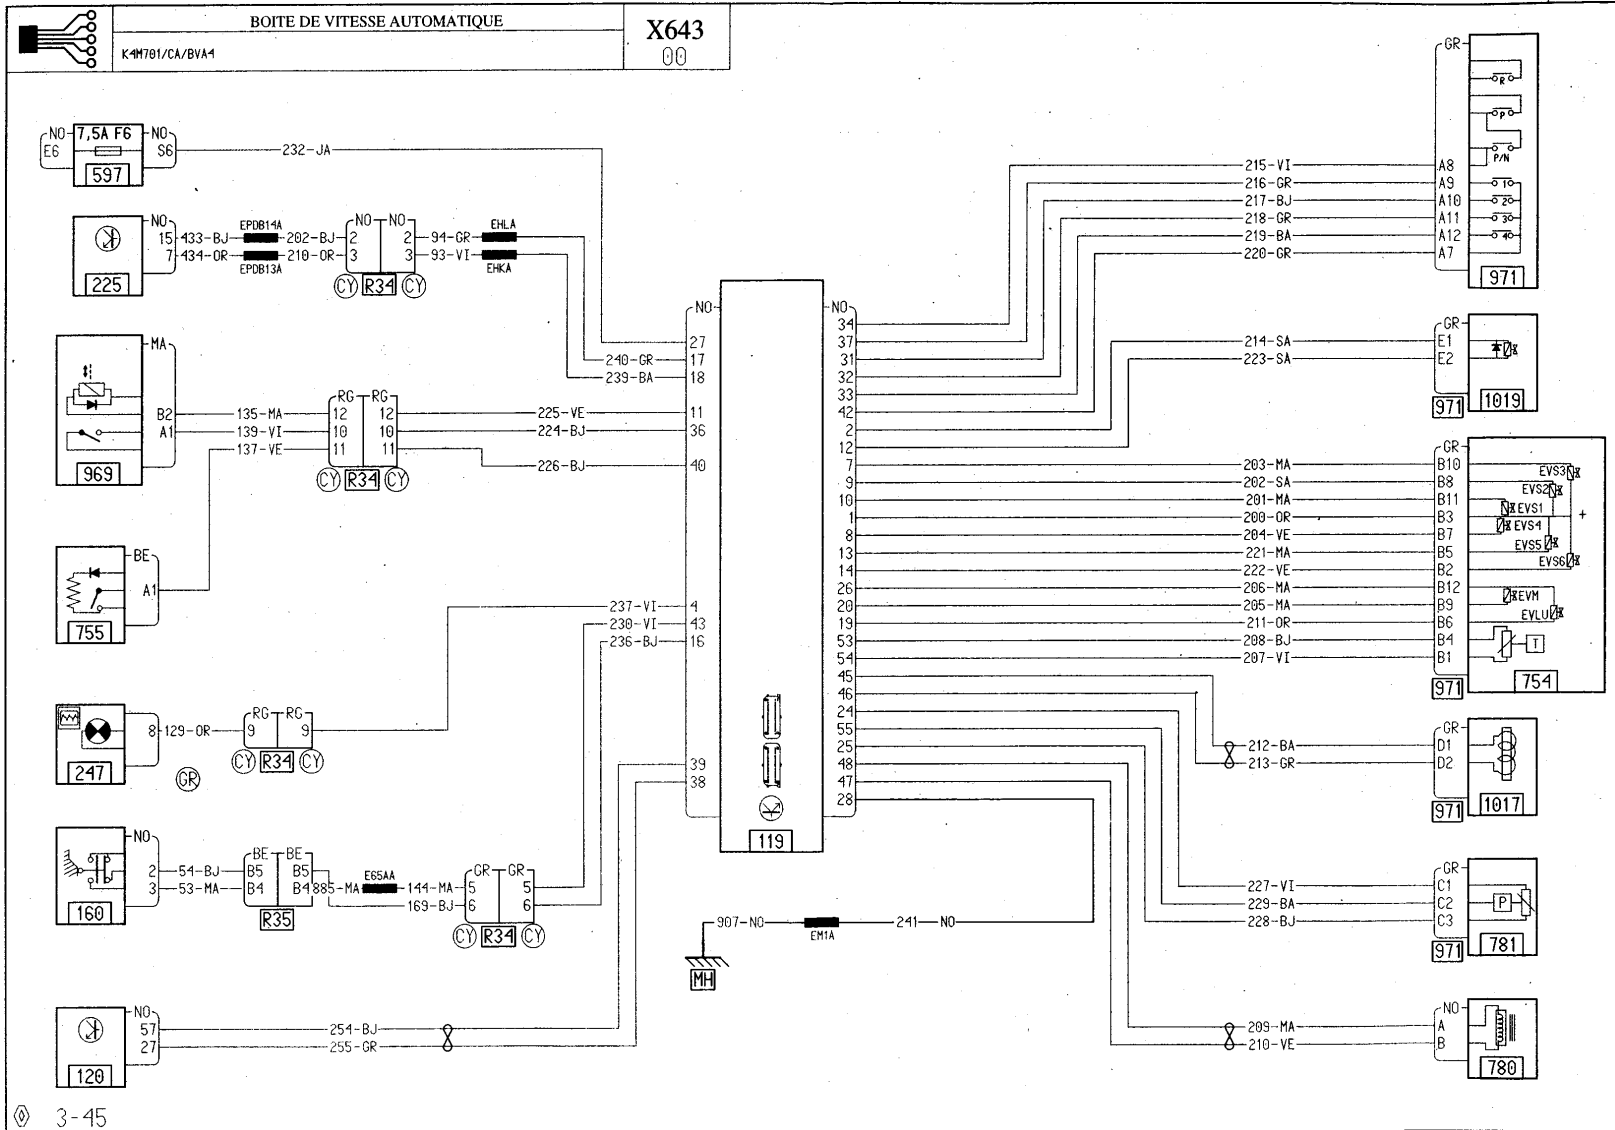 BOITE DE VITESSE AUTOMATIQUE
K4M701/CA/BVA4
X643
00
NO 7,5A F6 NO
E6 S6
597
232-JA
NO
15 433-BJ EPDB14A 202-BJ 2
7 434-OR EPDB13A 210-OR 3
225
NO NO
2 94-GR EHLA
3 93-VI EHKA
CY R34 CY
MA
B2 135-MA 12
A1 139-VI 10
137-VE 11
969
RG RG
12 225-VE 11
10 224-BJ 36
11 226-BJ 40
CY R34 CY
BE
A1
755
247
8 129-OR 9
RG RG
9
CY R34 CY
GR
NO
2 54-BJ B5
3 53-MA B4
160
BE BE
B5
B4 885-MA E65AA 144-MA 5
169-BJ 6
R35
GR GR
5
6
CY R34 CY
NO
57 254-BJ
27 255-GR
120
NO
27
240-GR 17
239-BA 18
237-VI 4
230-VI 43
236-BJ 16
39
38
119
NO
34 215-VI A8
37 216-GR A9
31 217-BJ A10
32 218-GR A11
33 219-BA A12
42 220-GR A7
2 214-SA E1
12 223-SA E2
7 203-MA B10
9 202-SA B8
10 201-MA B11
1 200-OR B3
8 204-VE B7
13 221-MA B5
14 222-VE B2
26 206-MA B12
20 205-MA B9
19 211-OR B6
53 208-BJ B4
54 207-VI B1
45
46
24
55
25
48
47
28
907-NO EM1A 241-NO
MH
GR
R
P
P/N
1
2
3
4
971
GR
971 1019
GR
EVS3
EVS2
EVS1
+
EVS4
EVS5
EVS6
EVM
EVLU
T
971 754
GR
212-BA D1
213-GR D2
971 1017
GR
227-VI C1
229-BA C2 P
228-BJ C3
971 781
NO
209-MA A
210-VE B
780
3-45